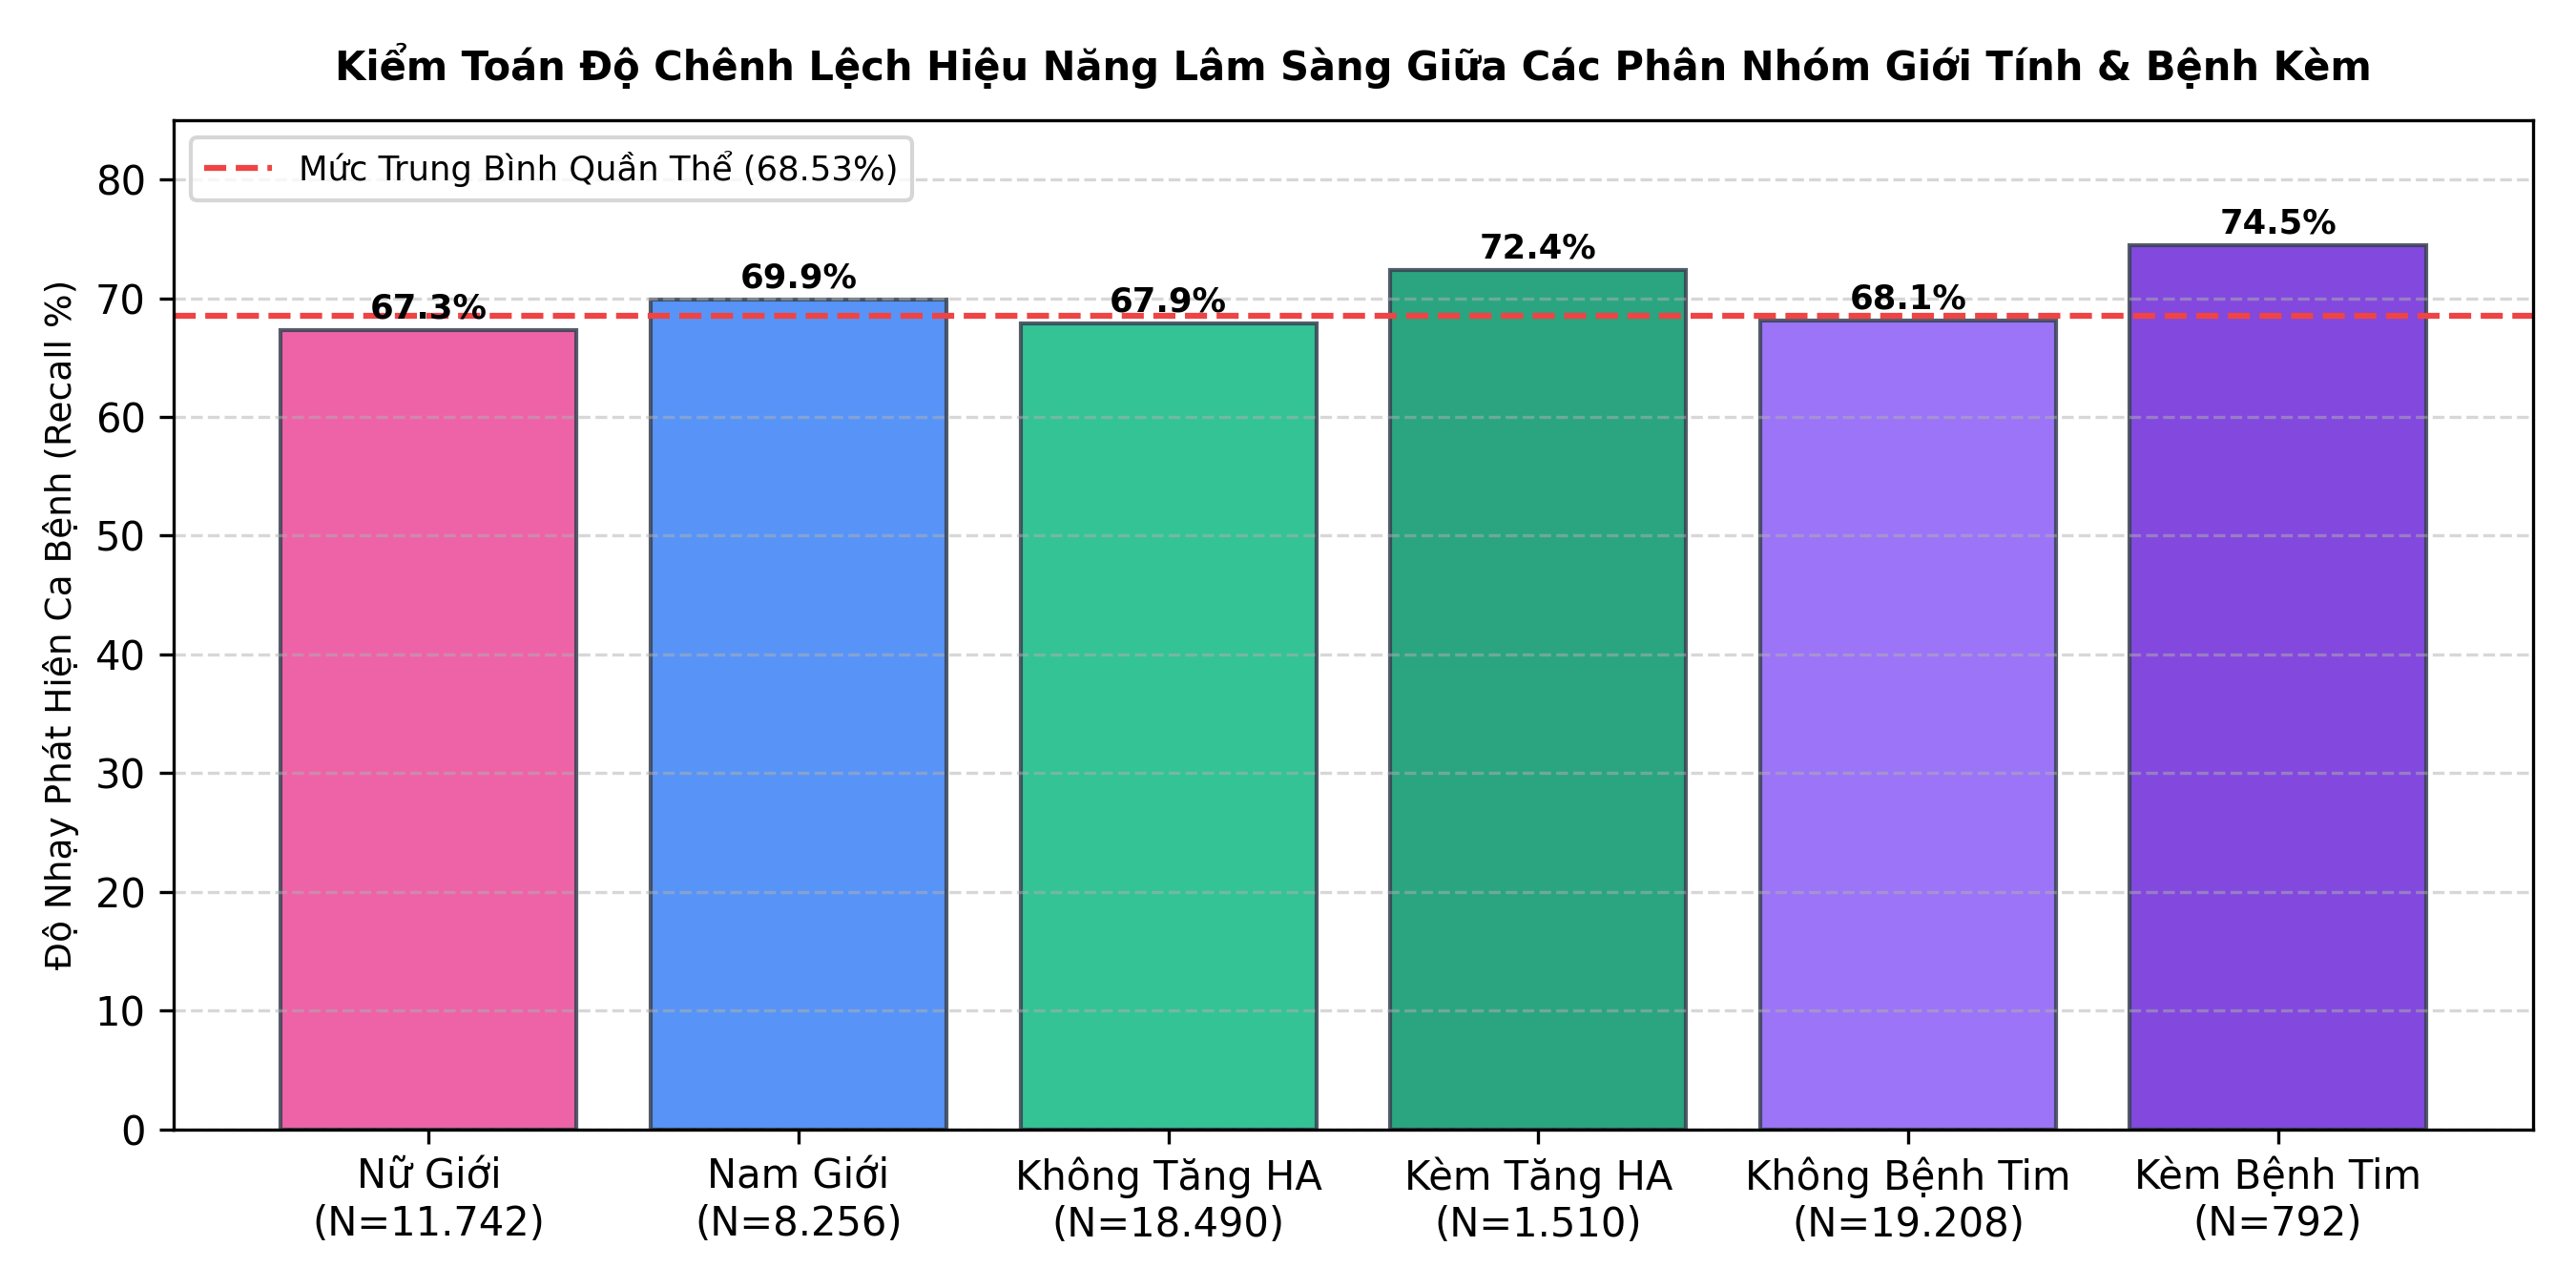 Kiểm Toán Độ Chênh Lệch Hiệu Năng Lâm Sàng Giữa Các Phân Nhóm Giới Tính & Bệnh Kèm
Mức Trung Bình Quần Thể (68.53%)
Độ Nhạy Phát Hiện Ca Bệnh (Recall %)
80
70
60
50
40
30
20
10
0
67.3%
69.9%
67.9%
72.4%
68.1%
74.5%
Nữ Giới
(N=11.742)
Nam Giới
(N=8.256)
Không Tăng HA
(N=18.490)
Kèm Tăng HA
(N=1.510)
Không Bệnh Tim
(N=19.208)
Kèm Bệnh Tim
(N=792)